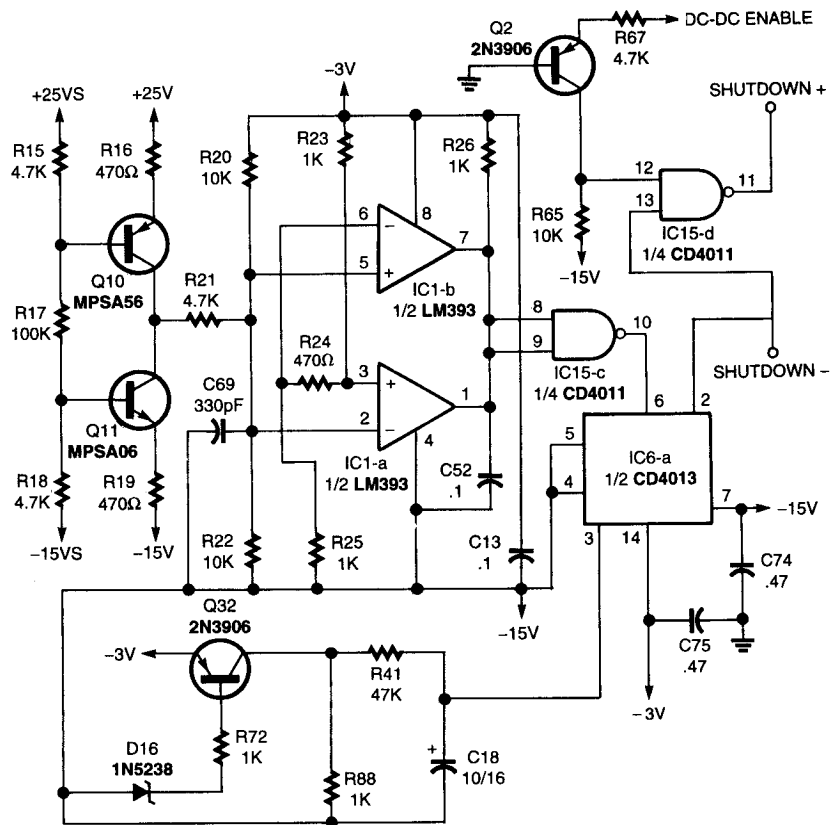 Q2
2N3906
R67
4.7K
DC-DC ENABLE
SHUTDOWN +
+25VS
+25V
-3V
R15
4.7K
R16
470Ω
R20
10K
R23
1K
R26
1K
12
13
11
IC15-d
1/4 CD4011
R65
10K
-15V
6
−
8
7
5
+
IC1-b
1/2 LM393
Q10
MPSA56
R21
4.7K
R17
100K
R24
470Ω
8
9
10
IC15-c
1/4 CD4011
SHUTDOWN −
C69
330pF
3
+
1
2
−
4
IC1-a
1/2 LM393
Q11
MPSA06
C52
.1
6
2
5
4
IC6-a
1/2 CD4013
7
-15V
3
14
R18
4.7K
R19
470Ω
-15VS
-15V
R22
10K
R25
1K
C13
.1
-15V
C74
.47
C75
.47
-3V
Q32
2N3906
-3V
R41
47K
R72
1K
D16
1N5238
R88
1K
+
C18
10/16